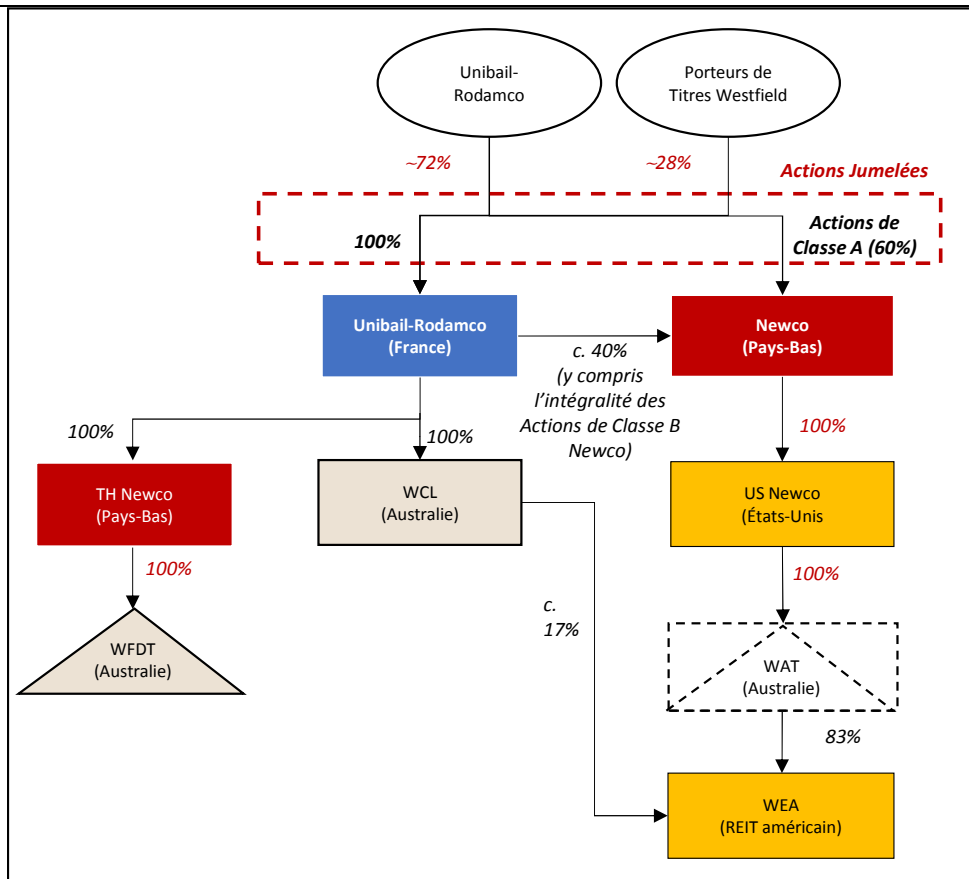 Unibail-
Rodamco
Porteurs de
Titres Westfield
~72%
~28%
Actions Jumelées
100%
Actions de
Classe A (60%)
Unibail-Rodamco
(France)
c. 40%
(y compris
l'intégralité des
Actions de Classe B
Newco)
Newco
(Pays-Bas)
100%
100%
100%
TH Newco
(Pays-Bas)
WCL
(Australie)
US Newco
(États-Unis
100%
100%
c.
17%
WFDT
(Australie)
WAT
(Australie)
83%
WEA
(REIT américain)